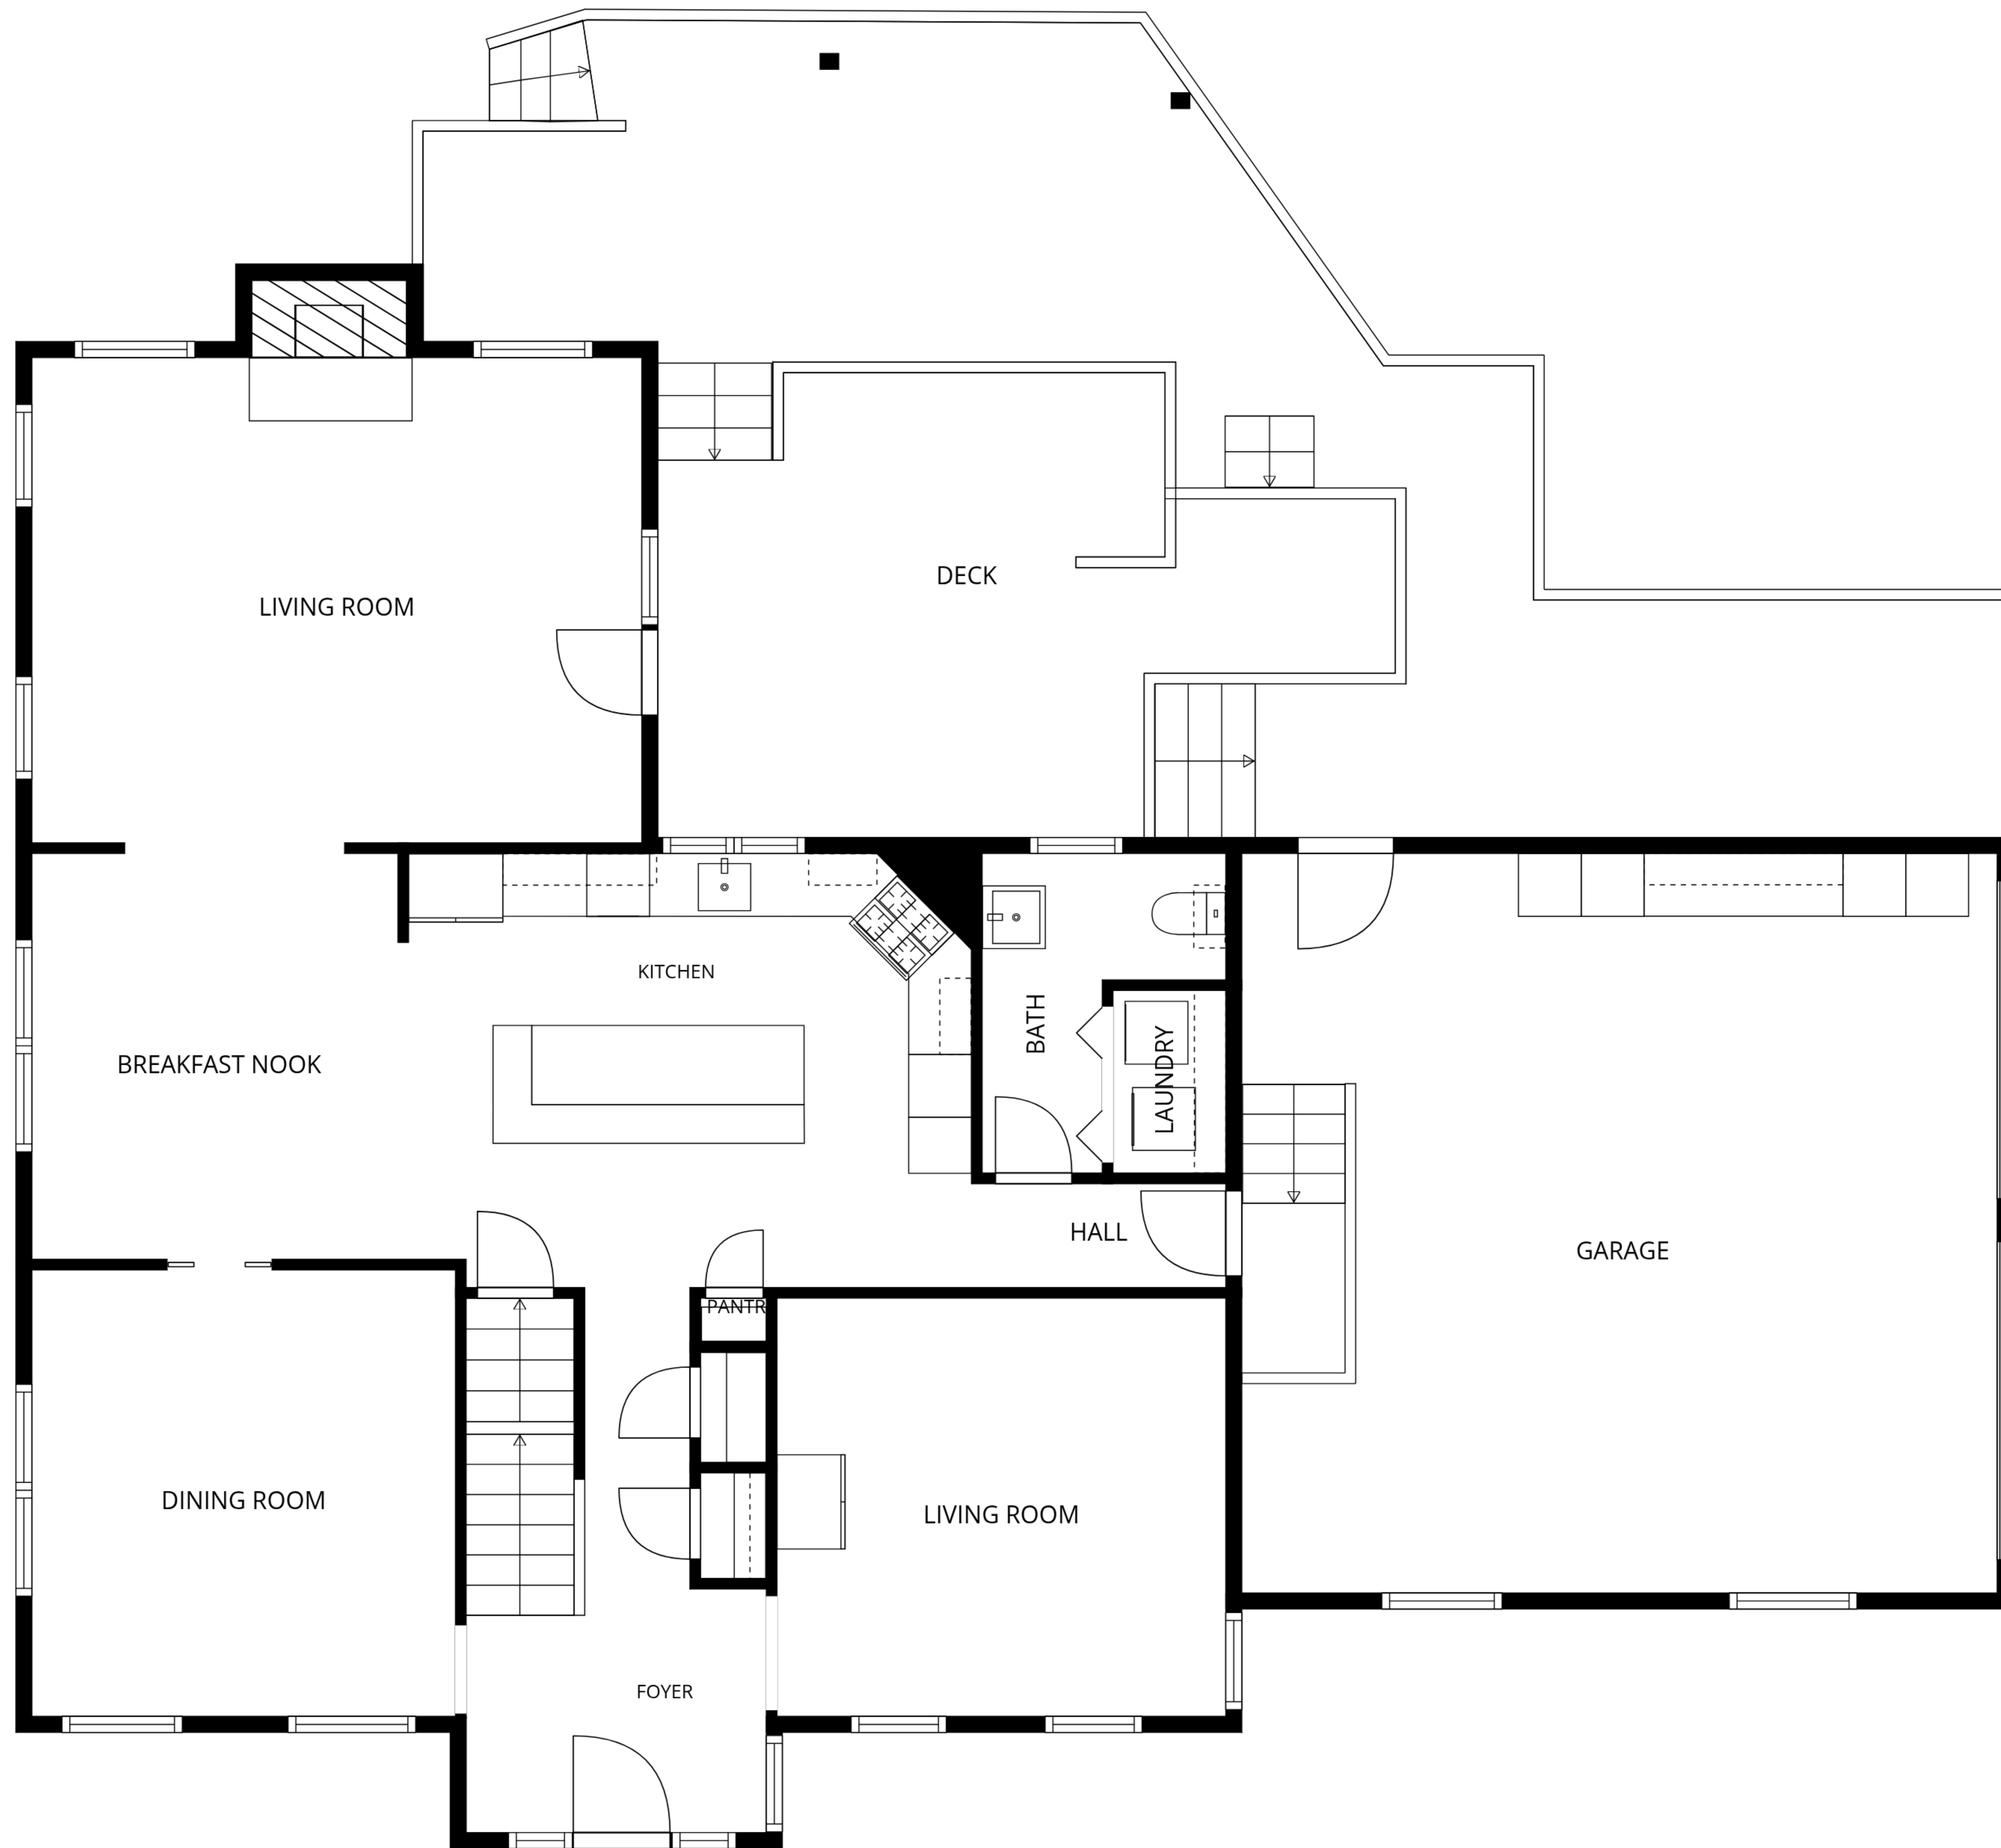 DECK
LIVING ROOM
KITCHEN
BATH
LAUNDRY
BREAKFAST NOOK
HALL
GARAGE
PANTR
DINING ROOM
LIVING ROOM
FOYER